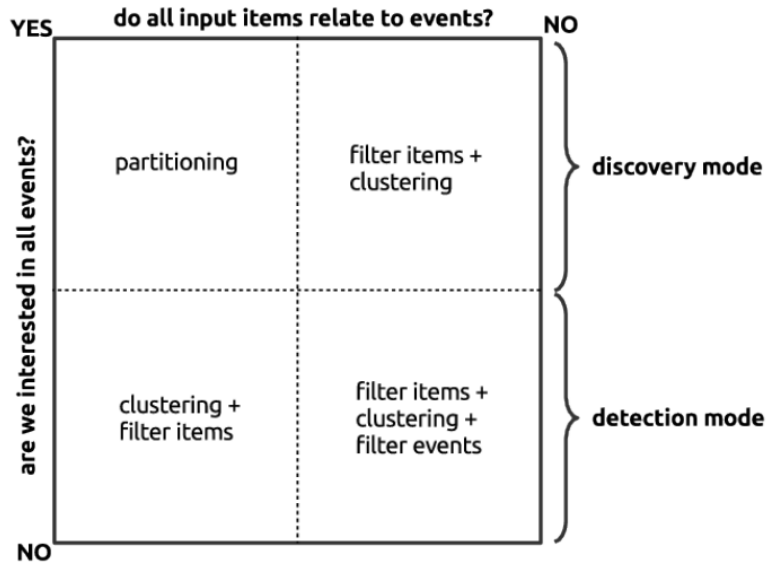 do all input items relate to events?
YES
NO
are we interested in all events?
partitioning
filter items +
clustering
discovery mode
clustering +
filter items
filter items +
clustering +
filter events
detection mode
NO